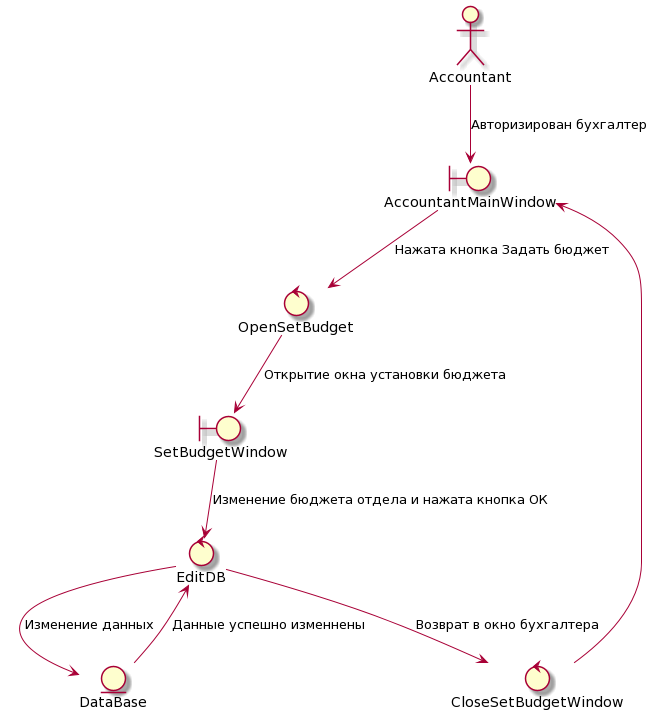 Accountant
Авторизирован бухгалтер
AccountantMainWindow
Нажата кнопка Задать бюджет
OpenSetBudget
Открытие окна установки бюджета
SetBudgetWindow
Изменение бюджета отдела и нажата кнопка ОК
EditDB
Изменение данных
Данные успешно изменнены
Возврат в окно бухгалтера
DataBase
CloseSetBudgetWindow